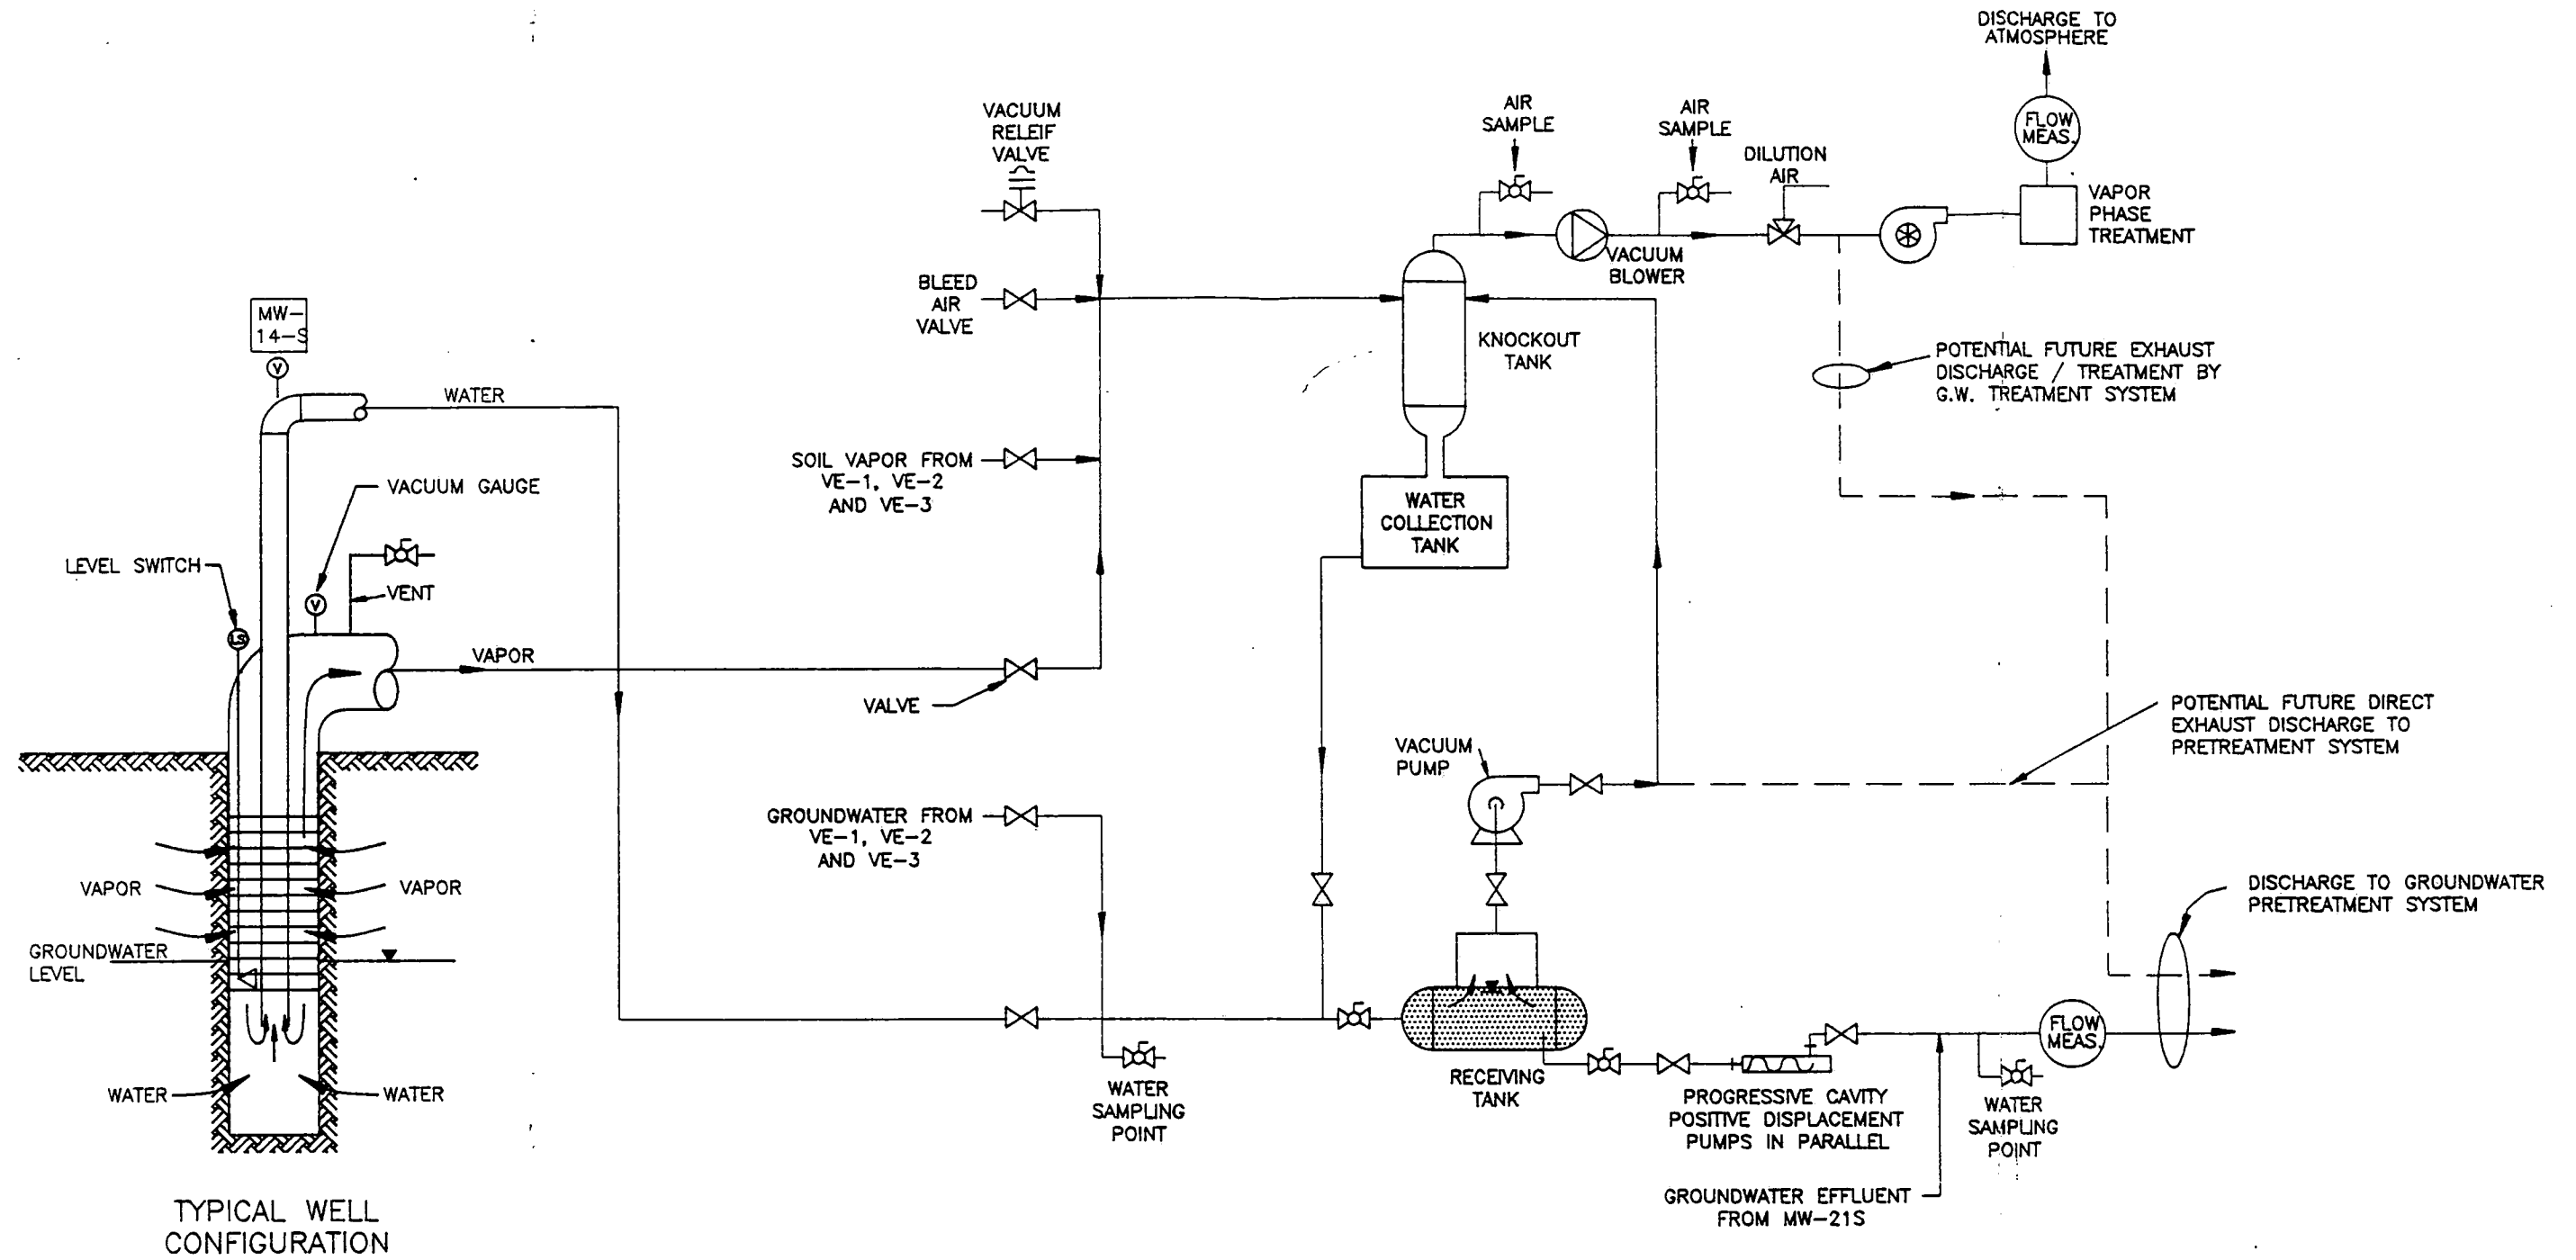 DISCHARGE TO
ATMOSPHERE
FLOW
MEAS.
VAPOR
PHASE
TREATMENT
AIR
SAMPLE
AIR
SAMPLE
DILUTION
AIR
VACUUM
BLOWER
VACUUM
RELEIF
VALVE
BLEED
AIR
VALVE
KNOCKOUT
TANK
POTENTIAL FUTURE EXHAUST
DISCHARGE / TREATMENT BY
G.W. TREATMENT SYSTEM
MW-
14-S
V
WATER
VACUUM GAUGE
SOIL VAPOR FROM
VE-1, VE-2
AND VE-3
WATER
COLLECTION
TANK
LEVEL SWITCH
VENT
V
LS
VAPOR
VALVE
POTENTIAL FUTURE DIRECT
EXHAUST DISCHARGE TO
PRETREATMENT SYSTEM
VACUUM
PUMP
GROUNDWATER FROM
VE-1, VE-2
AND VE-3
VAPOR
VAPOR
DISCHARGE TO GROUNDWATER
PRETREATMENT SYSTEM
GROUNDWATER
LEVEL
FLOW
MEAS.
WATER
WATER
WATER
SAMPLING
POINT
RECEIVING
TANK
PROGRESSIVE CAVITY
POSITIVE DISPLACEMENT
PUMPS IN PARALLEL
WATER
SAMPLING
POINT
GROUNDWATER EFFLUENT
FROM MW-21S
TYPICAL WELL
CONFIGURATION